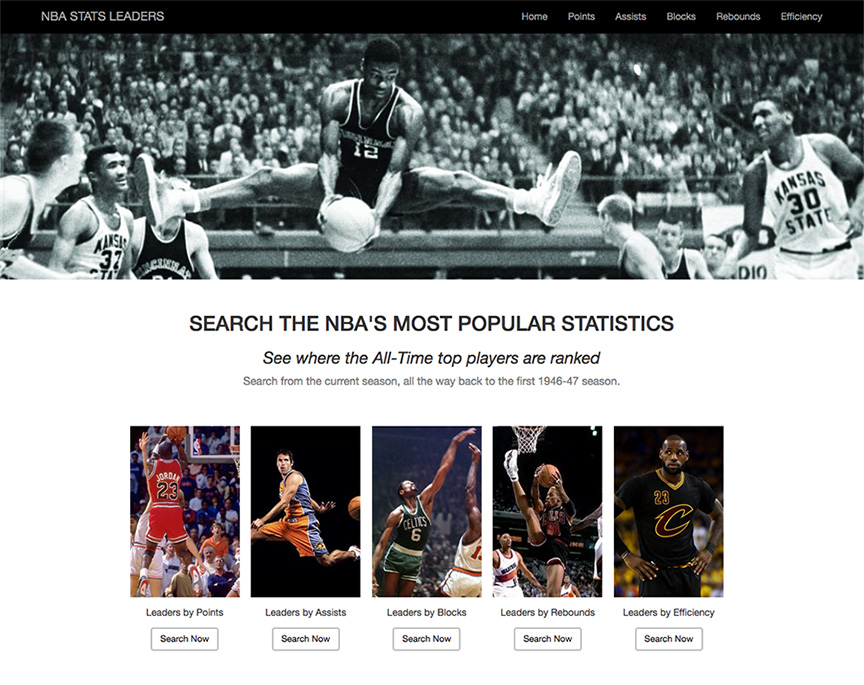 NBA STATS LEADERS
Home Points Assists Blocks Rebounds Efficiency
12
KANSAS
30
STATE
KANSAS
32
SEARCH THE NBA'S MOST POPULAR STATISTICS
See where the All-Time top players are ranked
Search from the current season, all the way back to the first 1946-47 season.
JORDAN
23
CELTICS
6
23
C
Leaders by Points
Leaders by Assists
Leaders by Blocks
Leaders by Rebounds
Leaders by Efficiency
Search Now
Search Now
Search Now
Search Now
Search Now